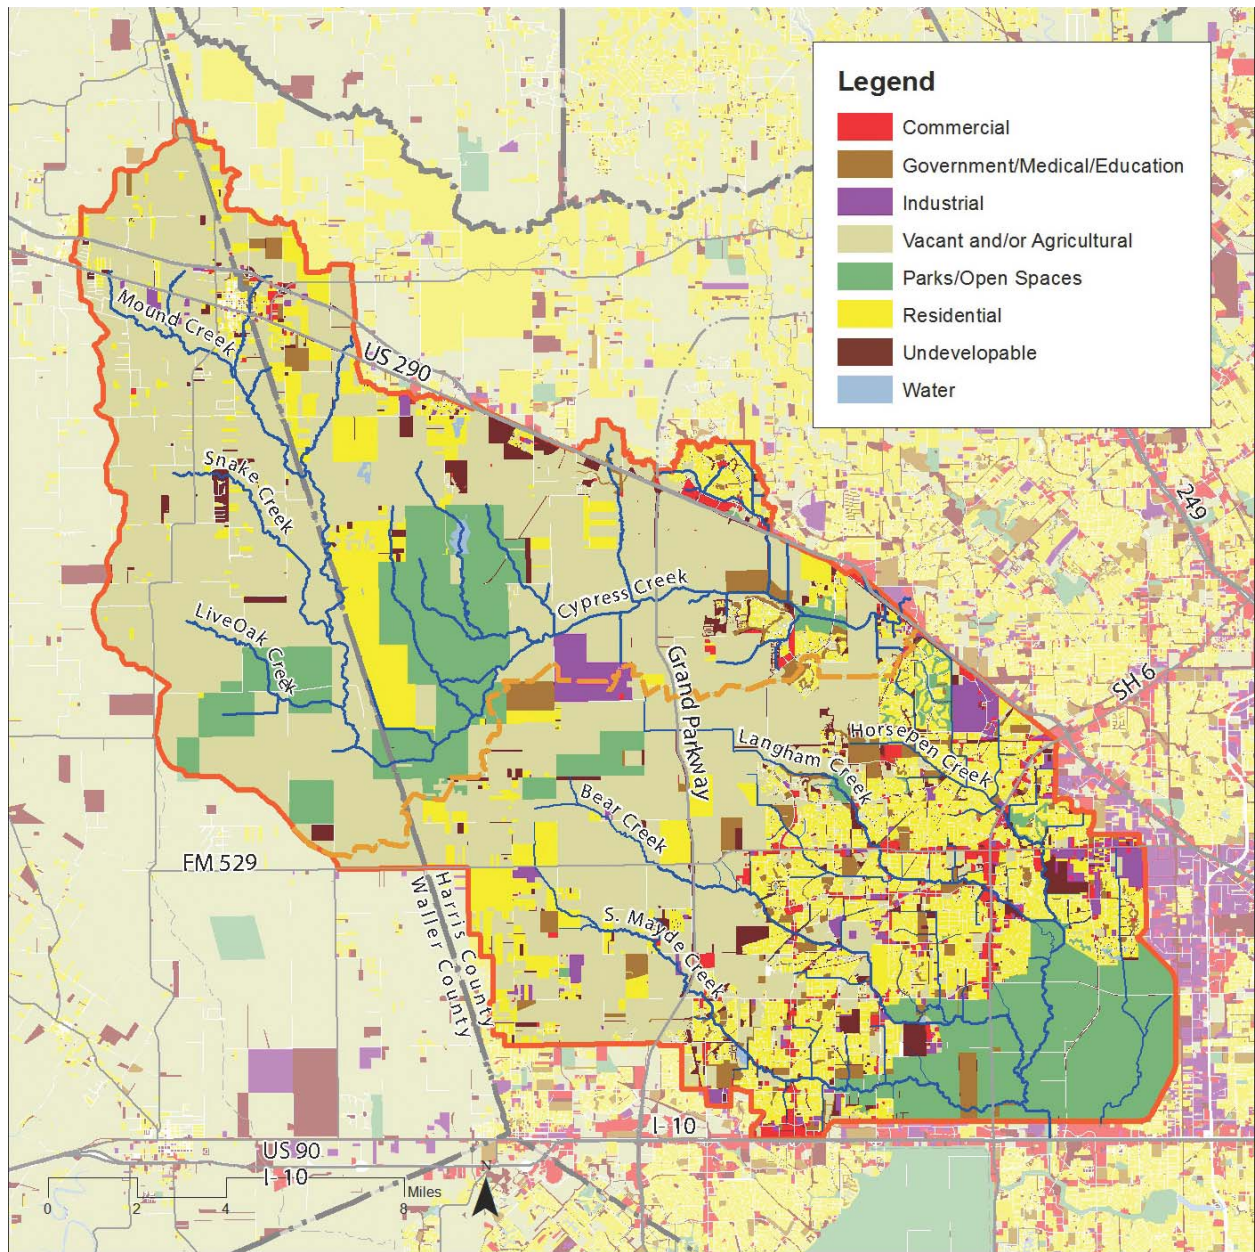 Legend
Commercial
Government/Medical/Education
Industrial
Vacant and/or Agricultural
Parks/Open Spaces
Residential
Undevelopable
Water
Mound Creek
US 290
Snake Creek
249
LiveOak Creek
Cypress Creek
Grand Parkway
SH 6
Langham Creek
Horsepen Creek
Bear Creek
FM 529
Harris County
Waller County
S. Mayde Creek
I- 10
US 90
I- 10
N
Miles
0 2 4 8